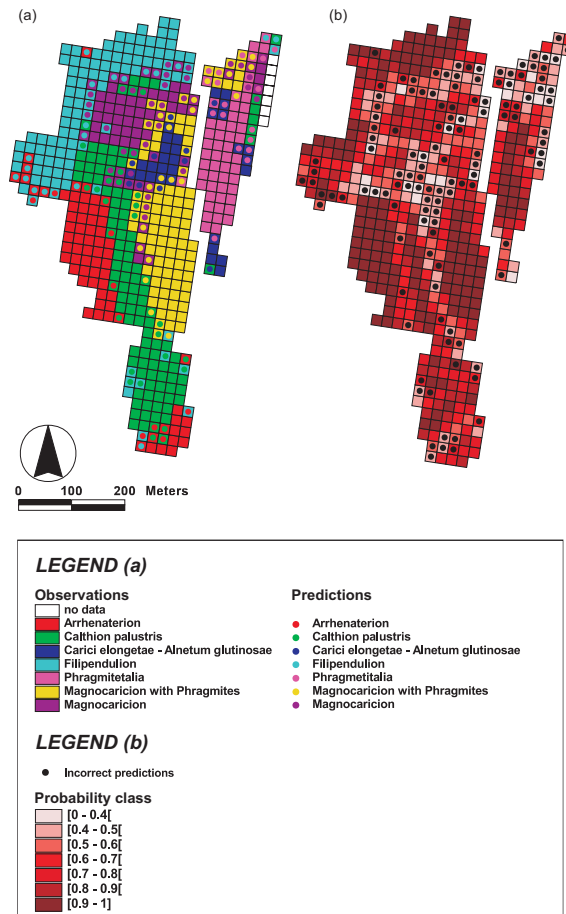 (a) (b)
0 100 200 Meters
LEGEND (a)
Observations Predictions
no data
Arrhenaterion Arrhenaterion
Calthion palustris Calthion palustris
Carici elongetae - Alnetum glutinosae Carici elongetae - Alnetum glutinosae
Filipendulion Filipendulion
Phragmitetalia Phragmetitalia
Magnocaricion with Phragmites Magnocaricion with Phragmites
Magnocaricion Magnocaricion
LEGEND (b)
Incorrect predictions
Probability class
[0 - 0.4[
[0.4 - 0.5[
[0.5 - 0.6[
[0.6 - 0.7[
[0.7 - 0.8[
[0.8 - 0.9[
[0.9 - 1]